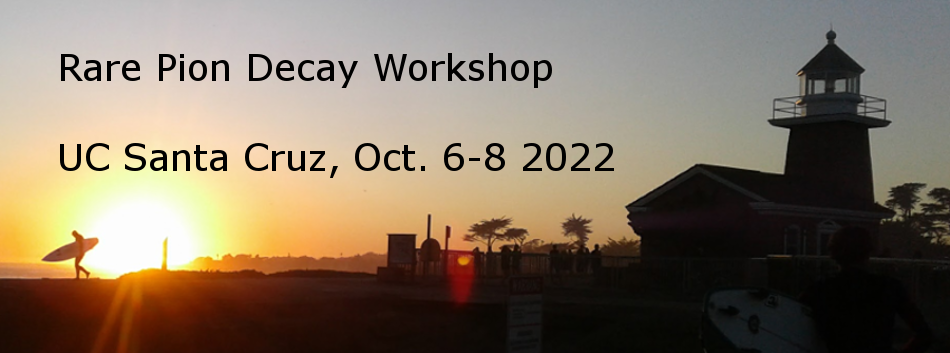 Rare Pion Decay Workshop
UC Santa Cruz, Oct. 6-8 2022